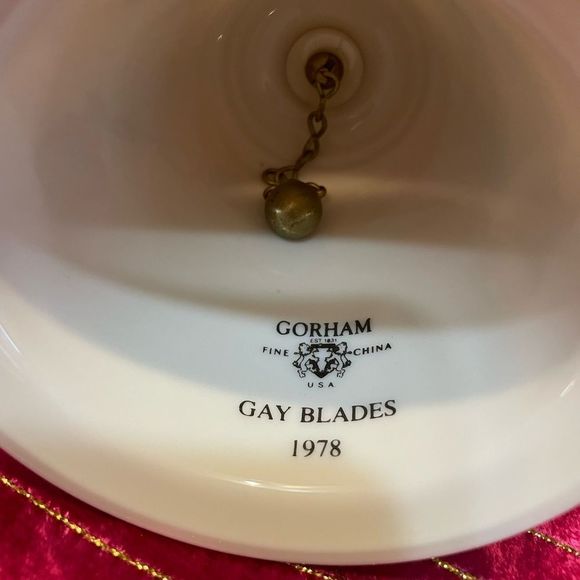 GORHAM
EST 1831
FINE CHINA
USA
GAY BLADES
1978